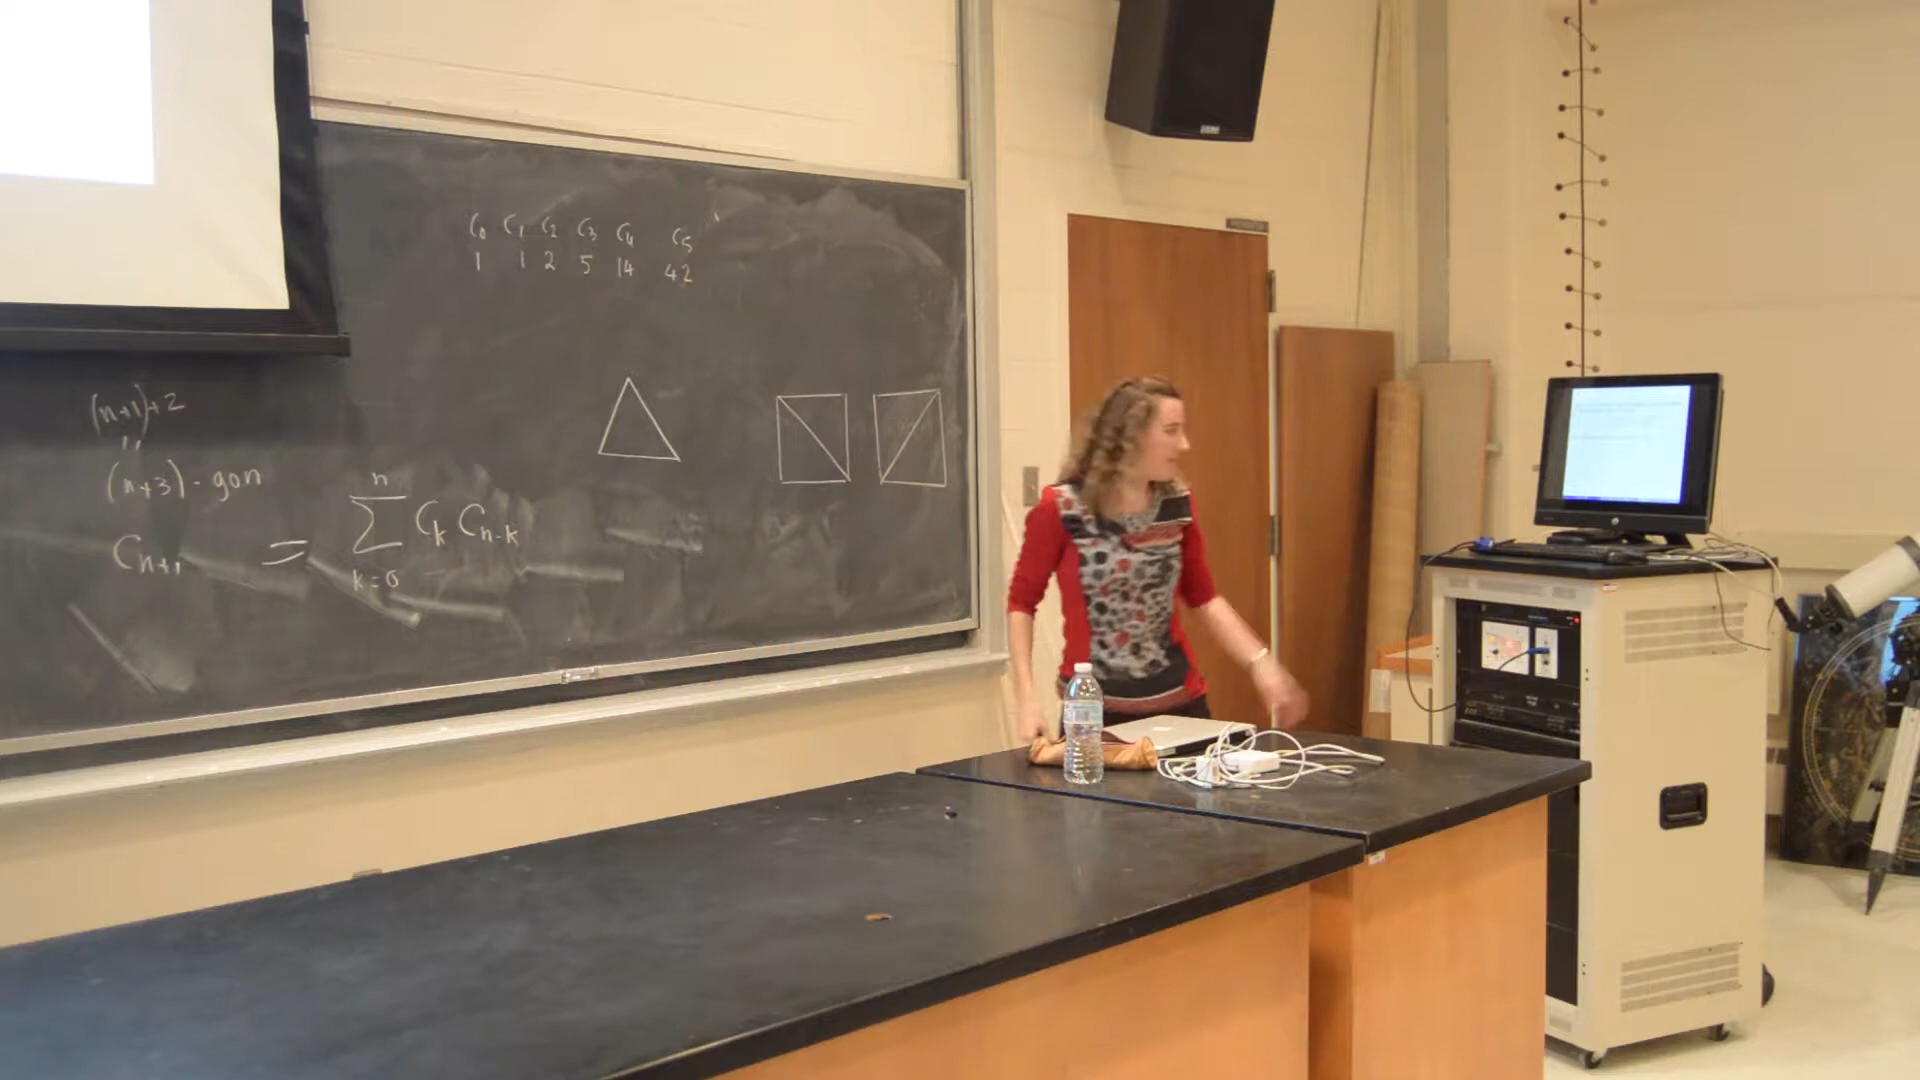 C₀ C₁ C₂ C₃ C₄ C₅
1 1 2 5 14 42
(n+1)+2
"
(n+3)-gon
n
Cₙ₊₁ = ∑ Cₖ Cₙ₋ₖ
k=0